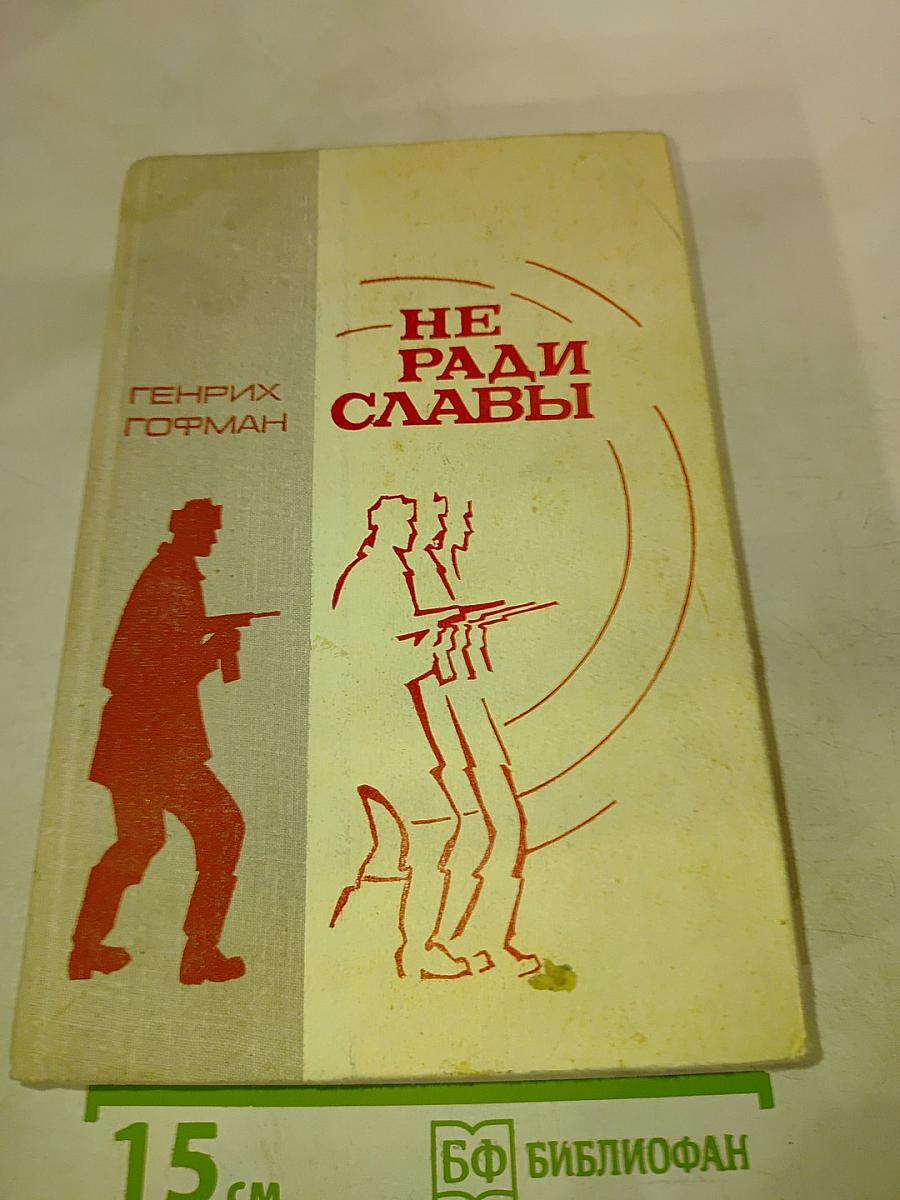 НЕ
РАДИ
СЛАВЫ
ГЕНРИХ
ГОФМАН
15 см
БФ БИБЛИОФАН